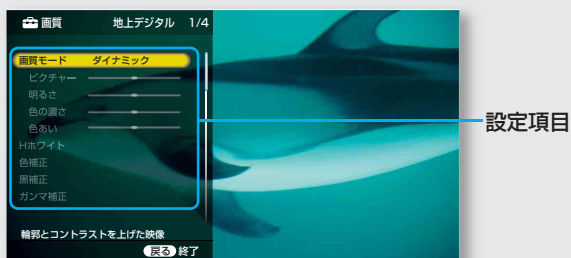 画質 地上デジタル 1/4
画質モード ダイナミック
ピクチャー
明るさ
色の濃さ
色あい
Hホワイト
色補正
黒補正
ガンマ補正
輪郭とコントラストを上げた映像
戻る 終了
設定項目